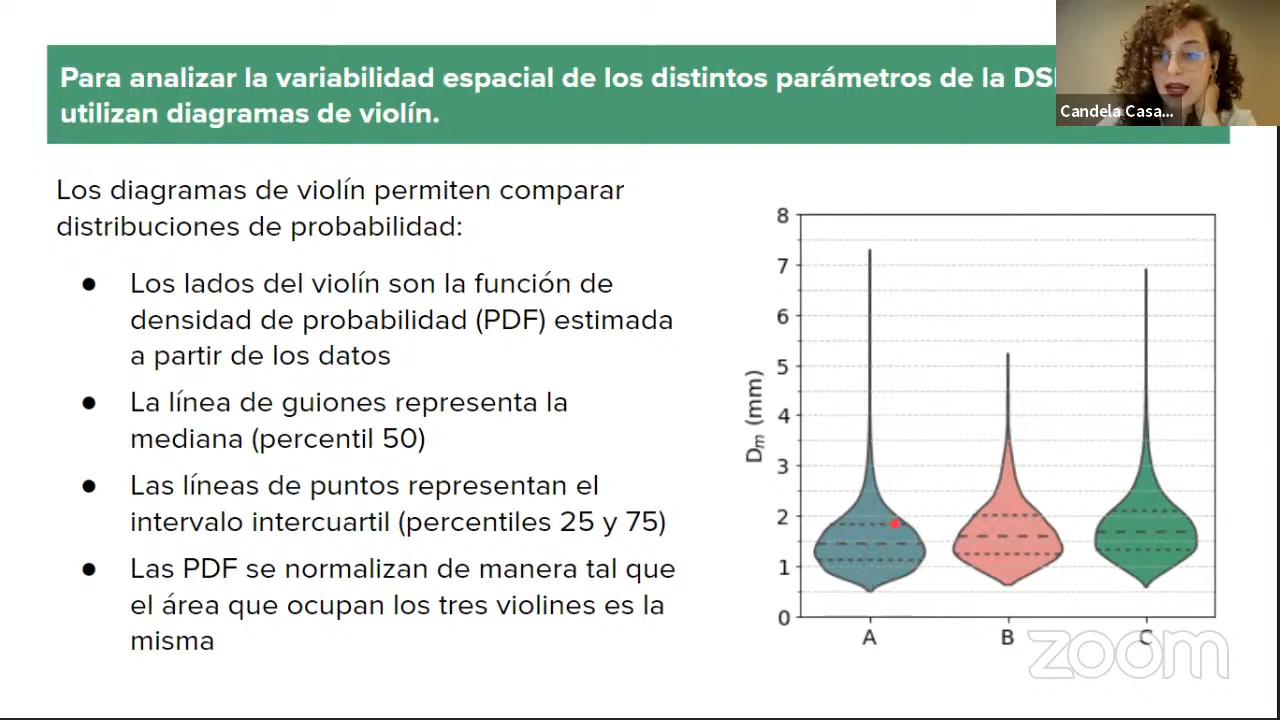 Para analizar la variabilidad espacial de los distintos parámetros de la
utilizan diagramas de violín.
Candela Casa...
Los diagramas de violín permiten comparar
distribuciones de probabilidad:
● Los lados del violín son la función de
densidad de probabilidad (PDF) estimada
a partir de los datos
● La línea de guiones representa la
mediana (percentil 50)
● Las líneas de puntos representan el
intervalo intercuartil (percentiles 25 y 75)
● Las PDF se normalizan de manera tal que
el área que ocupan los tres violines es la
misma
Dm (mm)
8
7
6
5
4
3
2
1
0
A B C
zoom